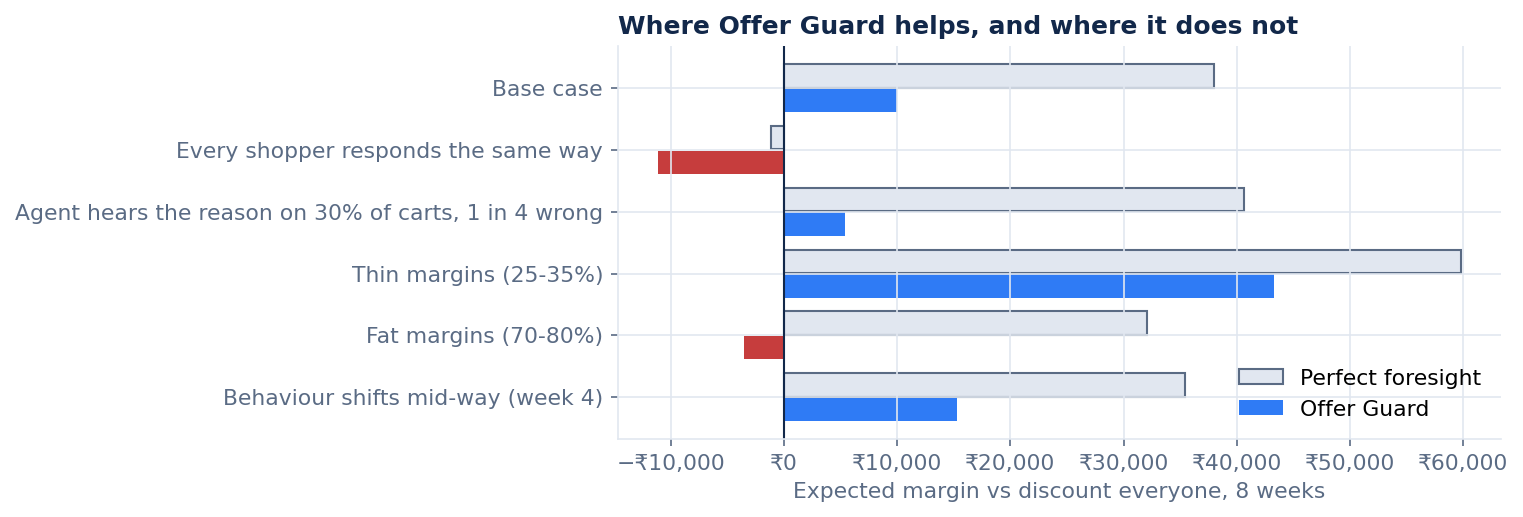 Where Offer Guard helps, and where it does not
Base case
Every shopper responds the same way
Agent hears the reason on 30% of carts, 1 in 4 wrong
Thin margins (25-35%)
Fat margins (70-80%)
Behaviour shifts mid-way (week 4)
Perfect foresight
Offer Guard
−₹10,000 ₹0 ₹10,000 ₹20,000 ₹30,000 ₹40,000 ₹50,000 ₹60,000
Expected margin vs discount everyone, 8 weeks